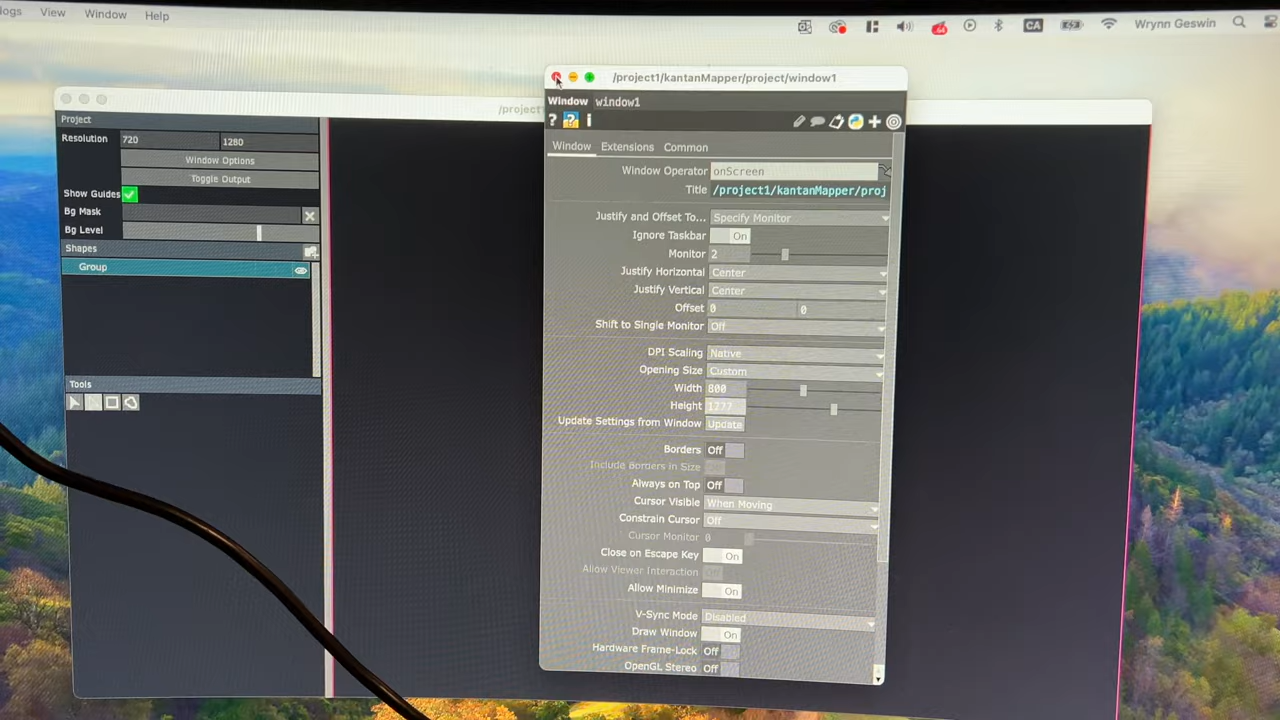 logs View Window Help
CA
Wrynn Geswin
/project1/kantanMapper/project/window1
/project1
Project
Resolution 720 1280
Window Options
Toggle Output
Show Guides
Bg Mask
Bg Level
Shapes
Group
Tools
Window window1
? ? i
Window Extensions Common
Window Operator onScreen
Title /project1/kantanMapper/proj
Justify and Offset To... Specify Monitor
Ignore Taskbar On
Monitor 2
Justify Horizontal Center
Justify Vertical Center
Offset 0 0
Shift to Single Monitor Off
DPI Scaling Native
Opening Size Custom
Width 800
Height 1777
Update Settings from Window Update
Borders Off
Include Borders in Size
Always on Top Off
Cursor Visible When Moving
Constrain Cursor Off
Cursor Monitor 0
Close on Escape Key On
Allow Viewer Interaction
Allow Minimize On
V-Sync Mode Disabled
Draw Window On
Hardware Frame-Lock Off
OpenGL Stereo Off